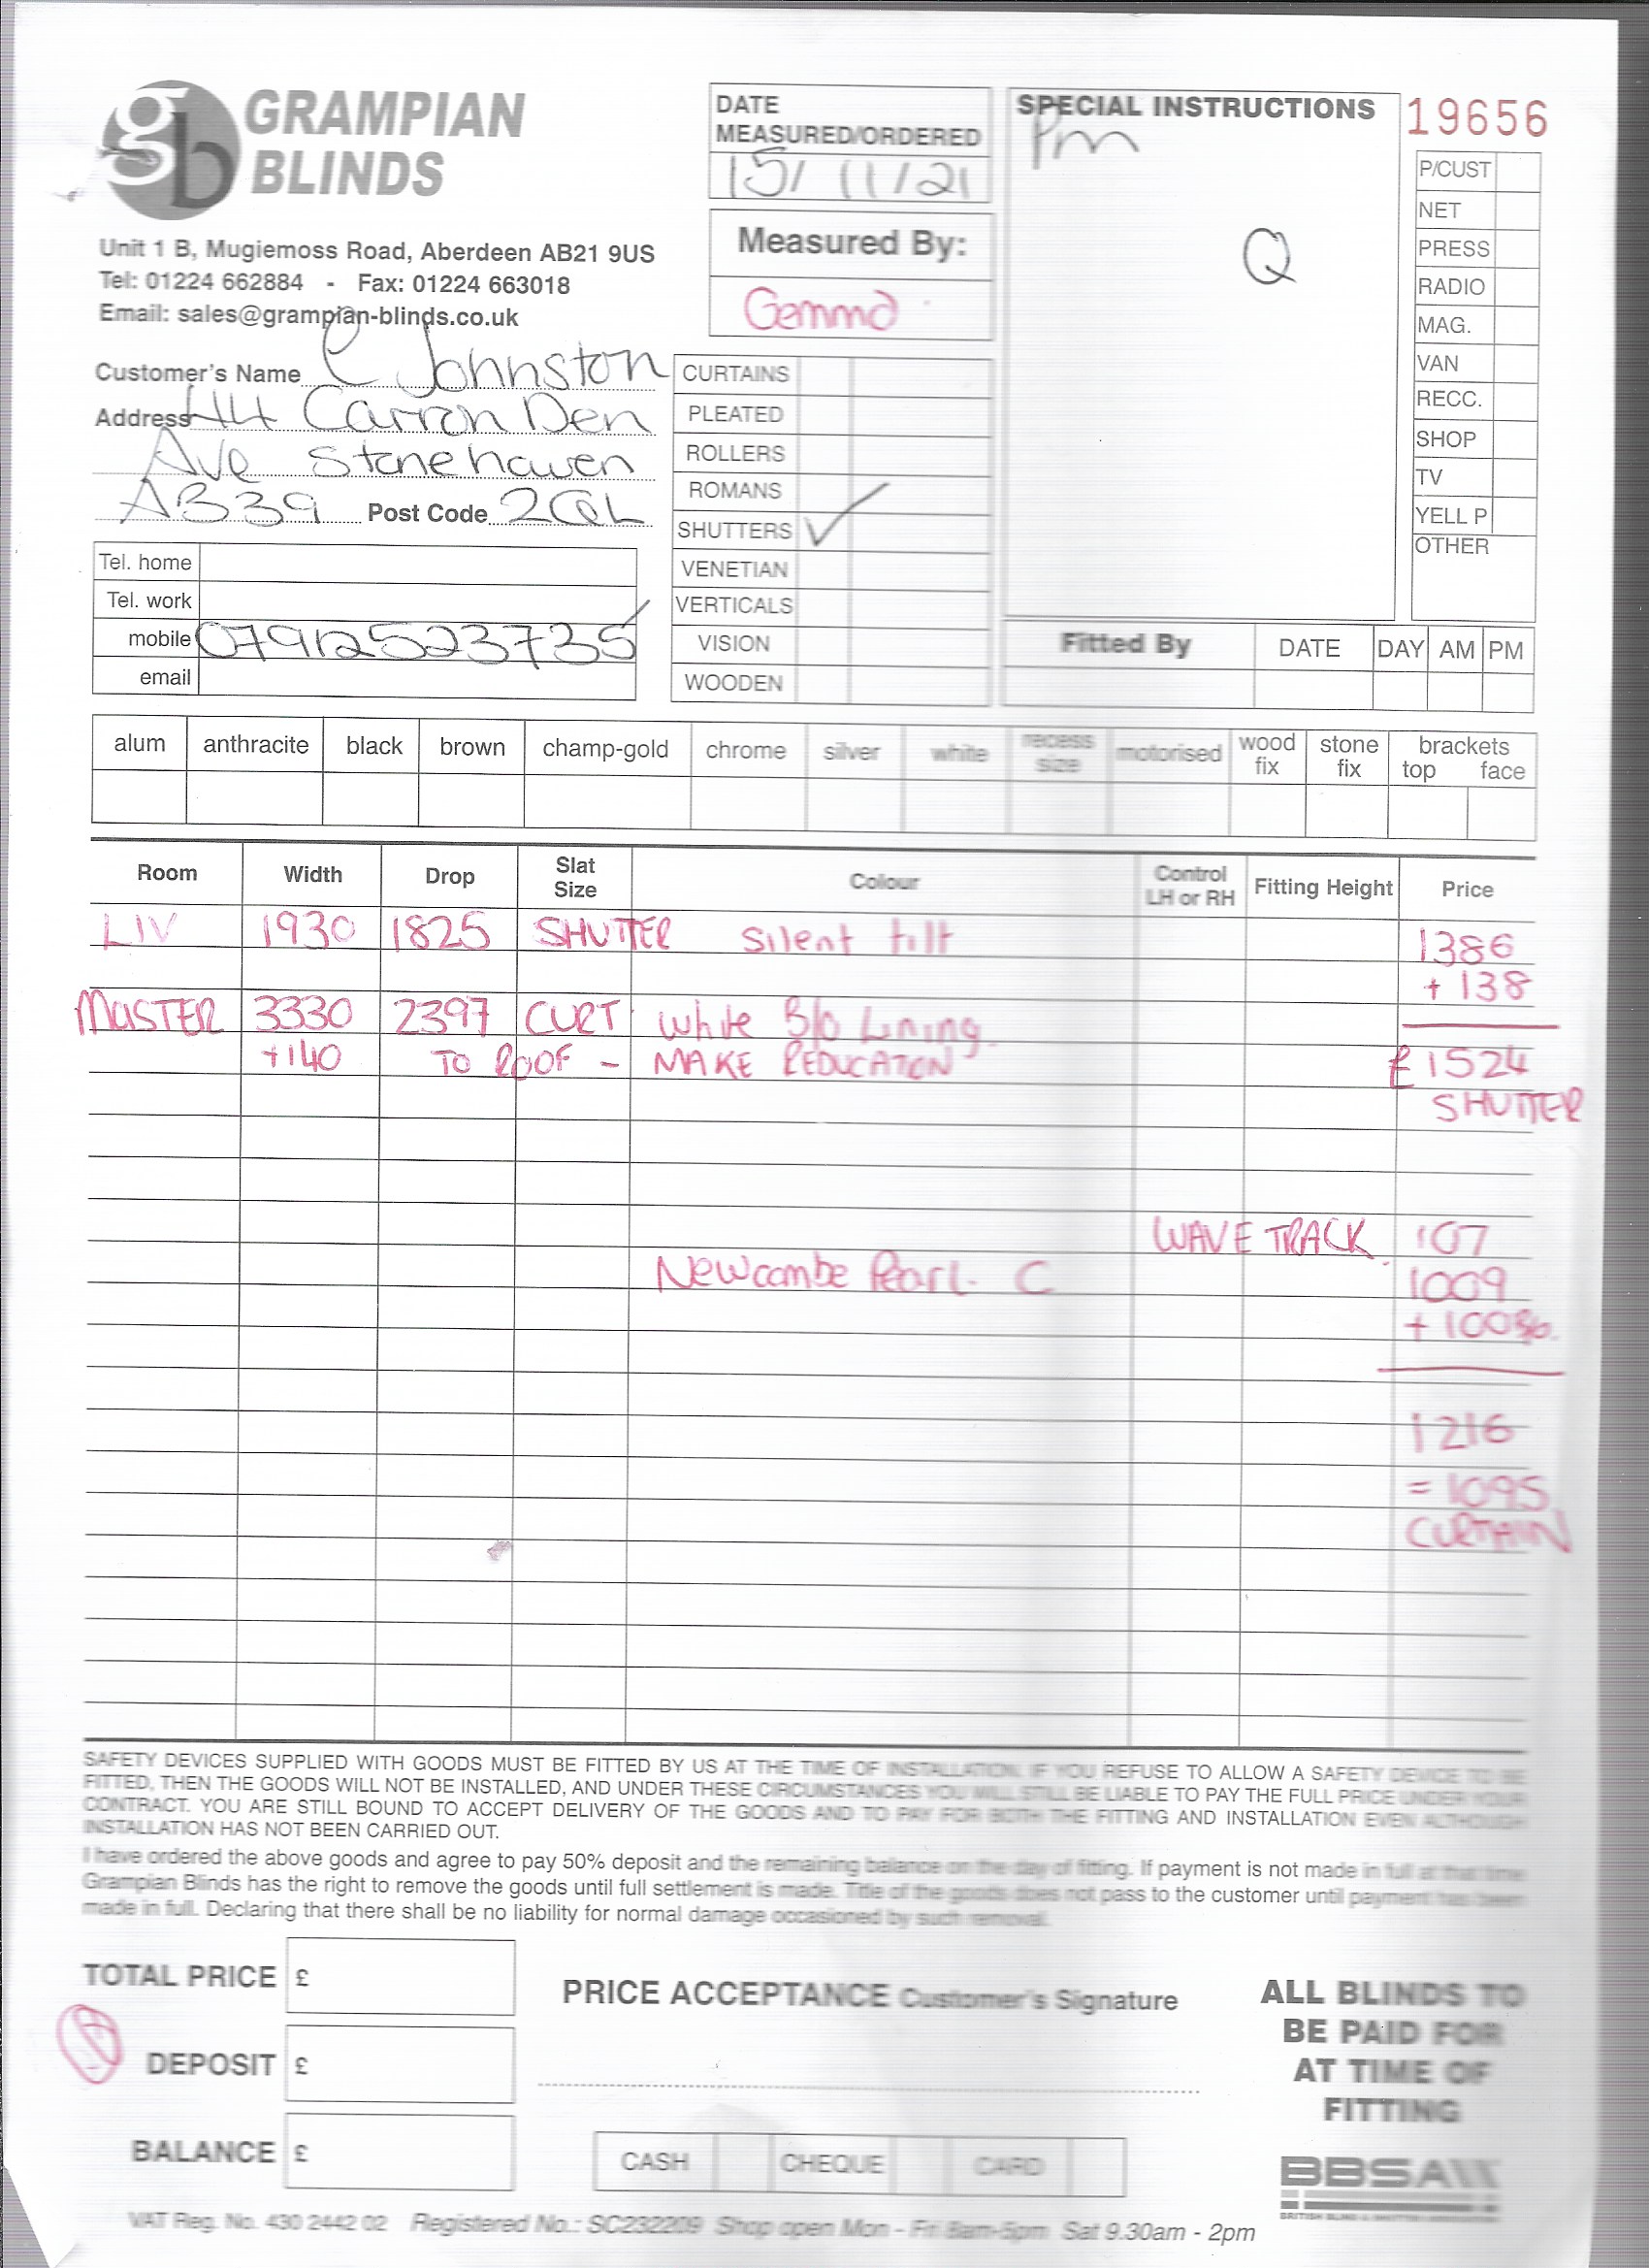 gb GRAMPIAN
BLINDS
Unit 1 B, Mugiemoss Road, Aberdeen AB21 9US
Tel: 01224 662884 - Fax: 01224 663018
Email: sales@grampian-blinds.co.uk
Customer's Name C Johnston
Address 44 Carron Den
Ave Stonehaven
AB39 Post Code 2QL
Tel. home
Tel. work
mobile 07912523735
email
DATE
MEASURED/ORDERED
15/11/21
Measured By:
Gemma
CURTAINS
PLEATED
ROLLERS
ROMANS
SHUTTERS ✓
VENETIAN
VERTICALS
VISION
WOODEN
SPECIAL INSTRUCTIONS
Pm
Q
19656
P/CUST
NET
PRESS
RADIO
MAG.
VAN
RECC.
SHOP
TV
YELL P
OTHER
Fitted By DATE DAY AM PM
alum anthracite black brown champ-gold chrome silver white recess size motorised wood fix stone fix brackets top face
Room Width Drop Slat Size Colour Control LH or RH Fitting Height Price
LIV 1930 1825 SHUTTER Silent tilt 1386
+ 138
MASTER 3330 2397 CURT White B/o Lining.
+140 TO ROOF - MAKE REDUCATION £1524
SHUTTER
WAVE TRACK 107
Newcombe Pearl. C 1009
+ 100
1216
= 1095
CURTAIN
SAFETY DEVICES SUPPLIED WITH GOODS MUST BE FITTED BY US AT THE TIME OF INSTALLATION. IF YOU REFUSE TO ALLOW A SAFETY DEVICE TO BE
FITTED, THEN THE GOODS WILL NOT BE INSTALLED, AND UNDER THESE CIRCUMSTANCES YOU WILL STILL BE LIABLE TO PAY THE FULL PRICE UNDER YOUR
CONTRACT. YOU ARE STILL BOUND TO ACCEPT DELIVERY OF THE GOODS AND TO PAY FOR BOTH THE FITTING AND INSTALLATION EVEN ALTHOUGH
INSTALLATION HAS NOT BEEN CARRIED OUT.
I have ordered the above goods and agree to pay 50% deposit and the remaining balance on the day of fitting. If payment is not made in full at that time
Grampian Blinds has the right to remove the goods until full settlement is made. Title of the goods does not pass to the customer until payment has been
made in full. Declaring that there shall be no liability for normal damage occasioned by such removal.
TOTAL PRICE £
DEPOSIT £
BALANCE £
PRICE ACCEPTANCE Customer's Signature
CASH CHEQUE CARD
ALL BLINDS TO
BE PAID FOR
AT TIME OF
FITTING
BBSA
VAT Reg. No. 430 2442 02 Registered No.: SC232209 Shop open Mon - Fri 8am-5pm Sat 9.30am - 2pm